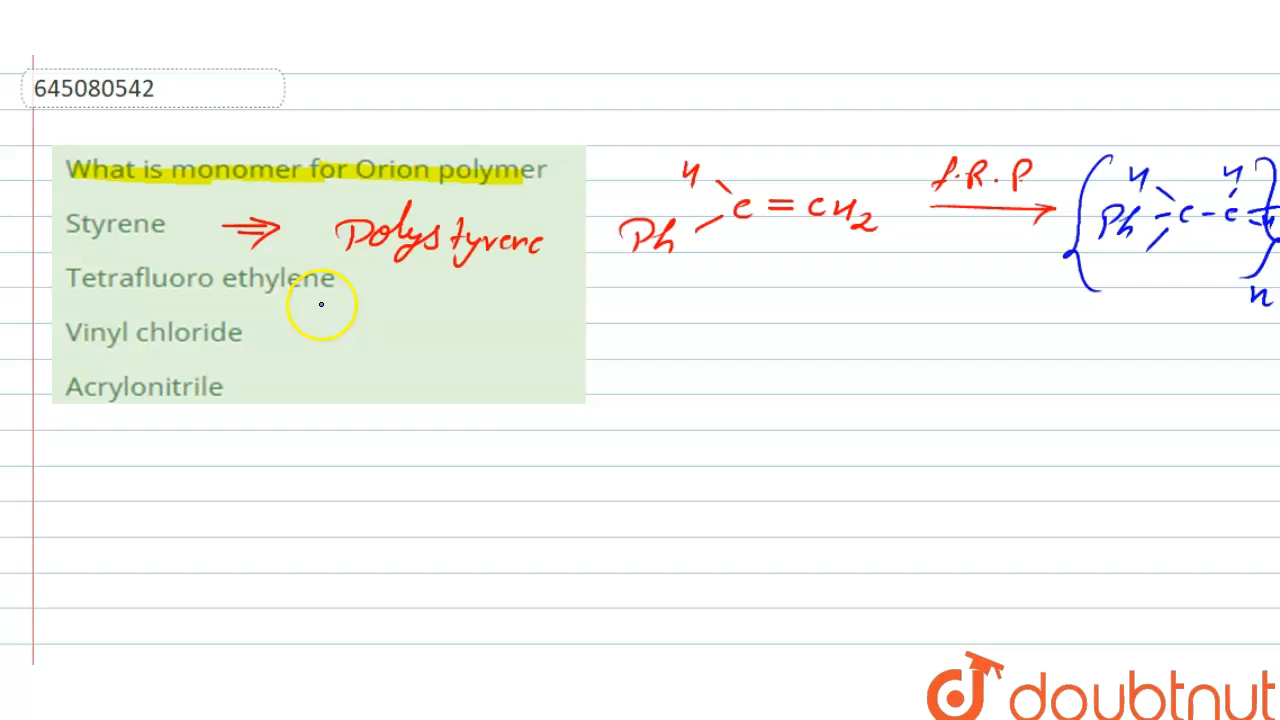 645080542
What is monomer for Orion polymer
Styrene ⇒ Polystyrene
Tetrafluoro ethylene
Vinyl chloride
Acrylonitrile
H
Ph C = CH2
f.R.P
H H
Ph - C - C - H
n
doubtnut